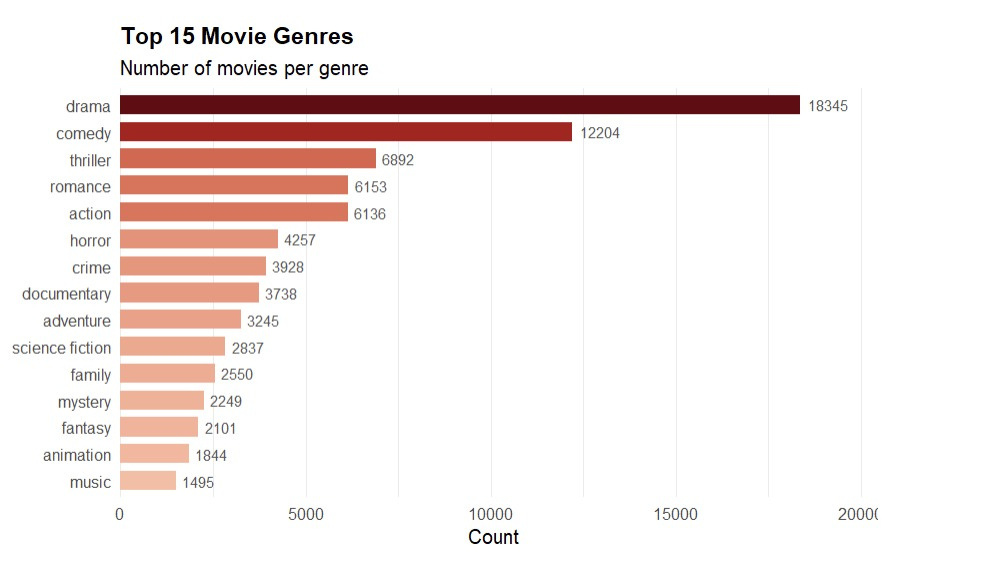 Top 15 Movie Genres
Number of movies per genre
drama 18345
comedy 12204
thriller 6892
romance 6153
action 6136
horror 4257
crime 3928
documentary 3738
adventure 3245
science fiction 2837
family 2550
mystery 2249
fantasy 2101
animation 1844
music 1495
0 5000 10000 15000 20000
Count